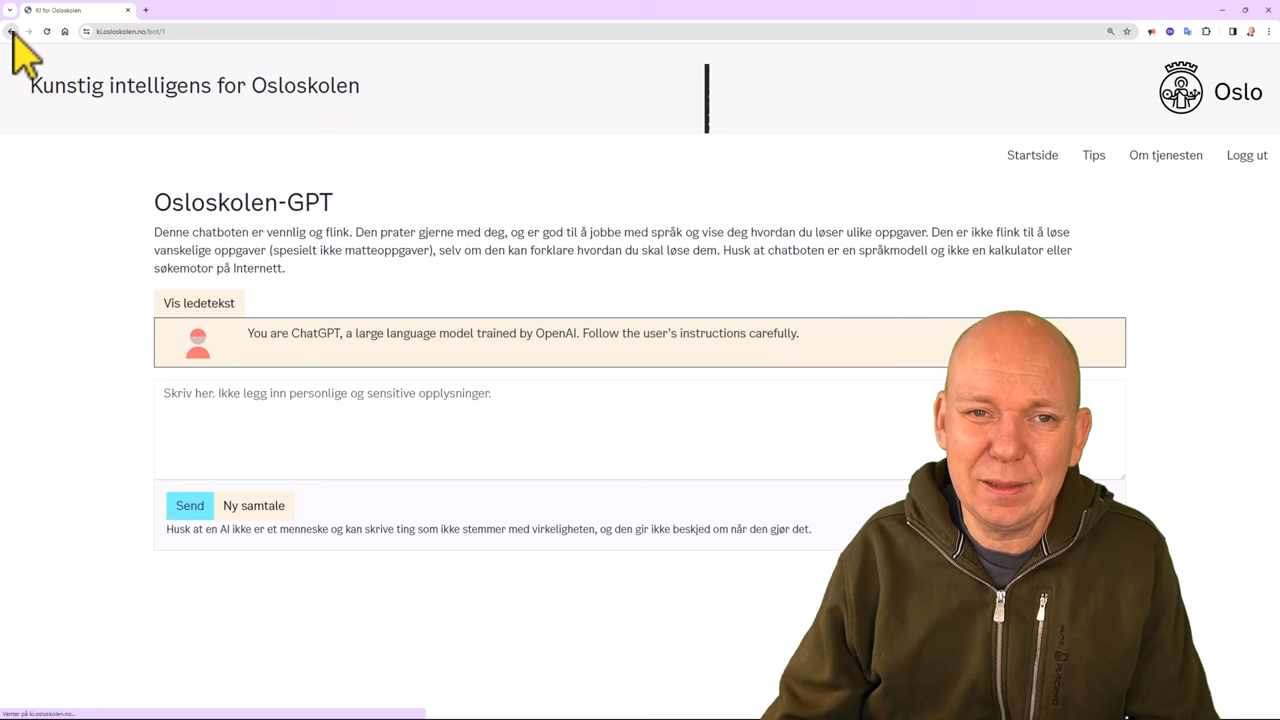 KI for Osloskolen
ki.osloskolen.no/bot/1
Kunstig intelligens for Osloskolen
Oslo
Startside Tips Om tjenesten Logg ut
Osloskolen-GPT
Denne chatboten er vennlig og flink. Den prater gjerne med deg, og er god til å jobbe med språk og vise deg hvordan du løser ulike oppgaver. Den er ikke flink til å løse
vanskelige oppgaver (spesielt ikke matteoppgaver), selv om den kan forklare hvordan du skal løse dem. Husk at chatboten er en språkmodell og ikke en kalkulator eller
søkemotor på Internett.
Vis ledetekst
You are ChatGPT, a large language model trained by OpenAI. Follow the user's instructions carefully.
Skriv her. Ikke legg inn personlige og sensitive opplysninger.
Send Ny samtale
Husk at en AI ikke er et menneske og kan skrive ting som ikke stemmer med virkeligheten, og den gir ikke beskjed om når den gjør det.
Venter på ki.osloskolen.no...